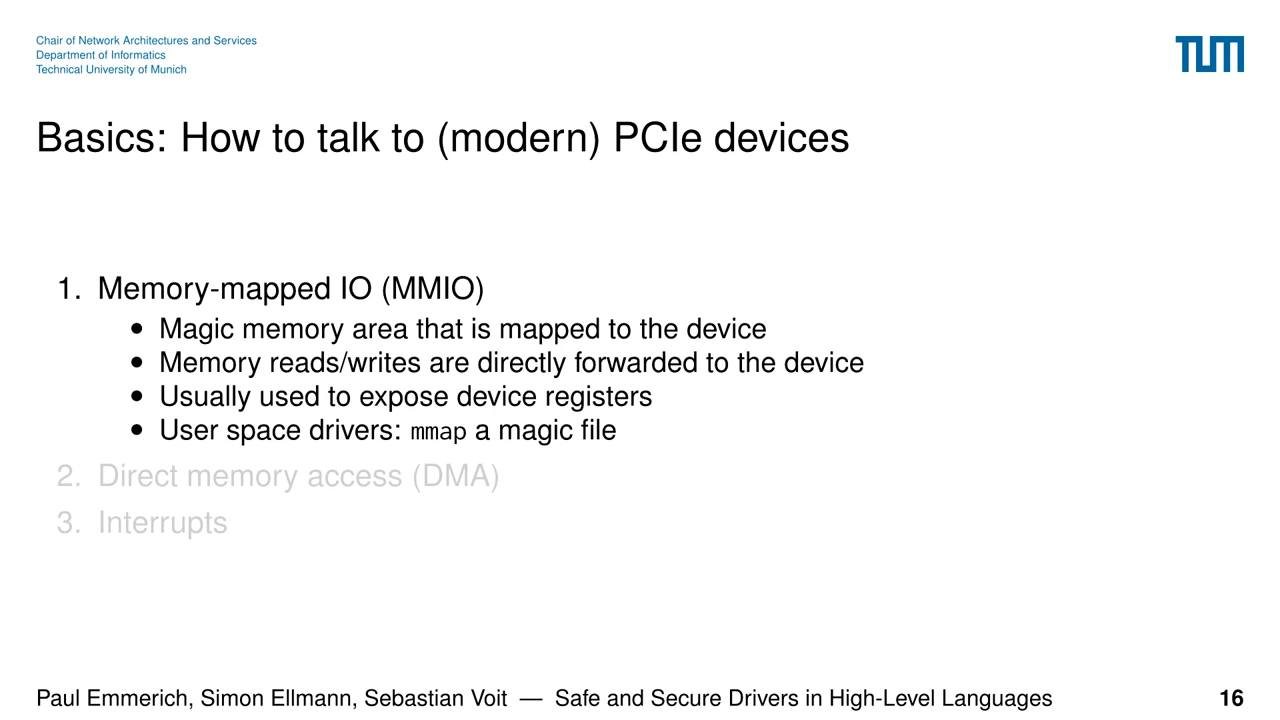 Chair of Network Architectures and Services
Department of Informatics
Technical University of Munich
TUM
Basics: How to talk to (modern) PCIe devices
1. Memory-mapped IO (MMIO)
• Magic memory area that is mapped to the device
• Memory reads/writes are directly forwarded to the device
• Usually used to expose device registers
• User space drivers: mmap a magic file
2. Direct memory access (DMA)
3. Interrupts
Paul Emmerich, Simon Ellmann, Sebastian Voit — Safe and Secure Drivers in High-Level Languages 16